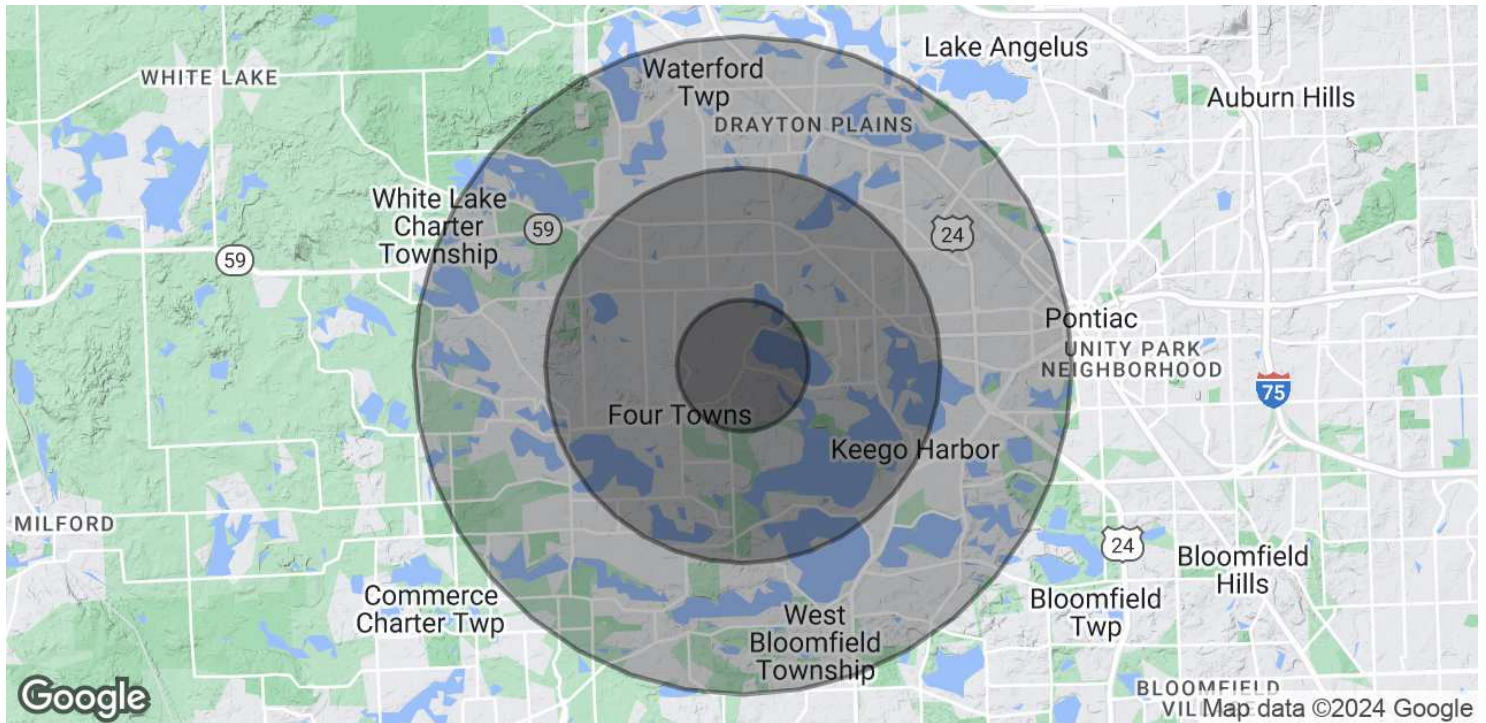 Lake Angelus
Waterford
Twp
WHITE LAKE
Auburn Hills
DRAYTON PLAINS
White Lake
Charter
Township
59
24
59
Pontiac
UNITY PARK
NEIGHBORHOOD
75
Four Towns
Keego Harbor
MILFORD
24
Bloomfield
Hills
Commerce
Charter Twp
Bloomfield
Twp
West
Bloomfield
Township
BLOOMFIELD
Google
Map data ©2024 Google